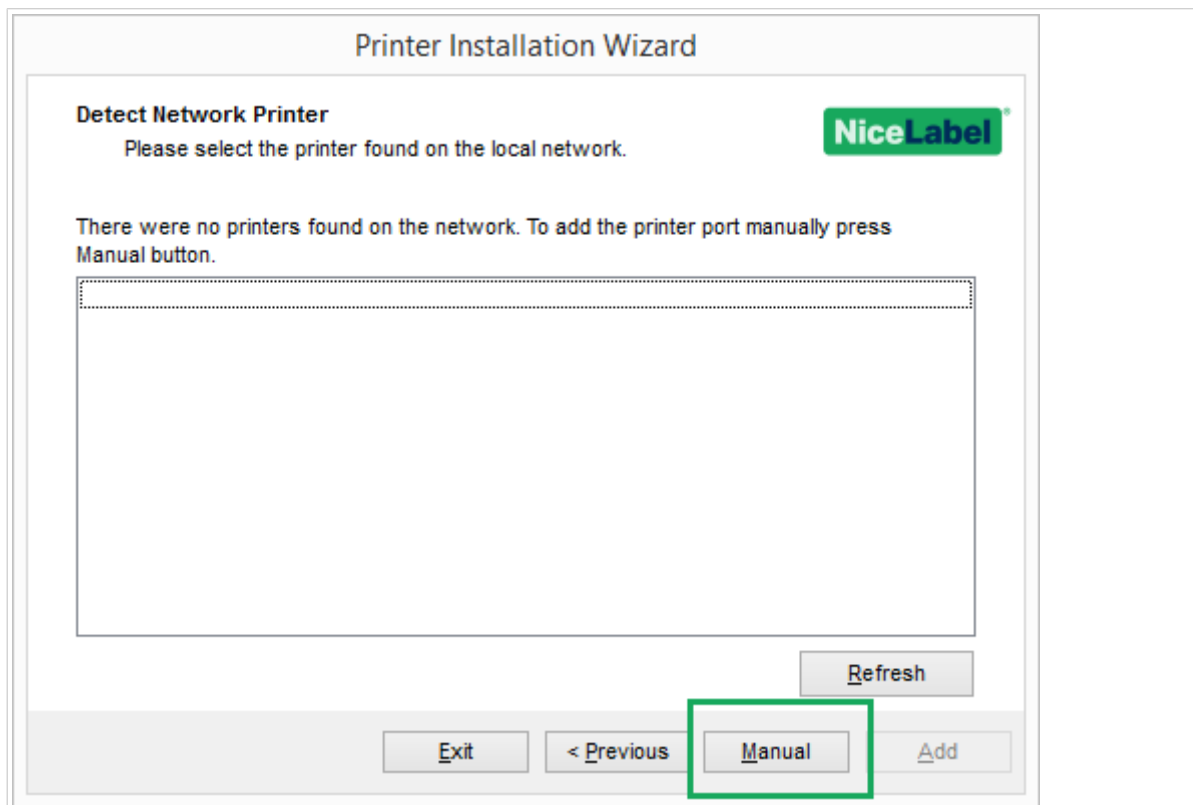 Printer Installation Wizard
Detect Network Printer
Please select the printer found on the local network.
NiceLabel®
There were no printers found on the network. To add the printer port manually press
Manual button.
Refresh
Exit
< Previous
Manual
Add